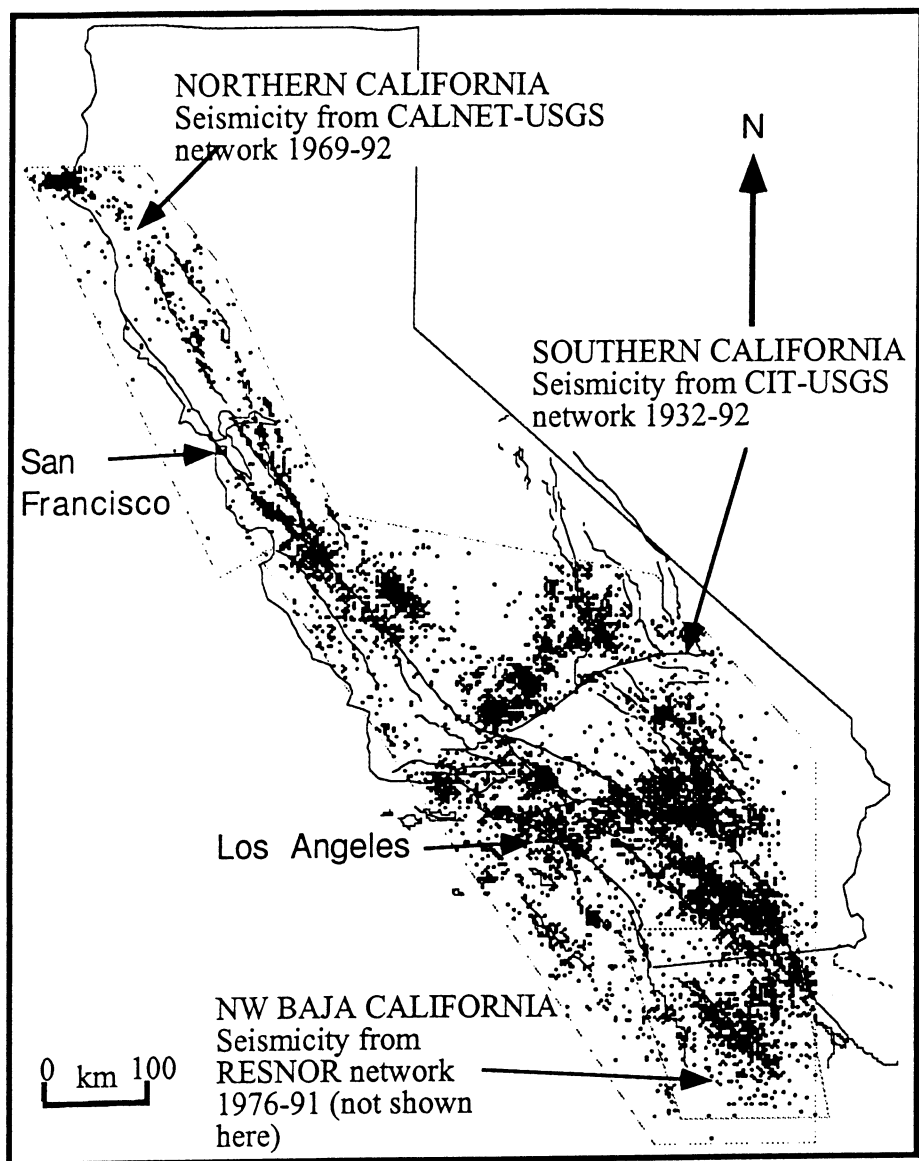 NORTHERN CALIFORNIA
Seismicity from CALNET-USGS
network 1969-92
N
SOUTHERN CALIFORNIA
Seismicity from CIT-USGS
network 1932-92
San
Francisco
Los Angeles
NW BAJA CALIFORNIA
Seismicity from
RESNOR network
1976-91 (not shown
here)
0 km 100